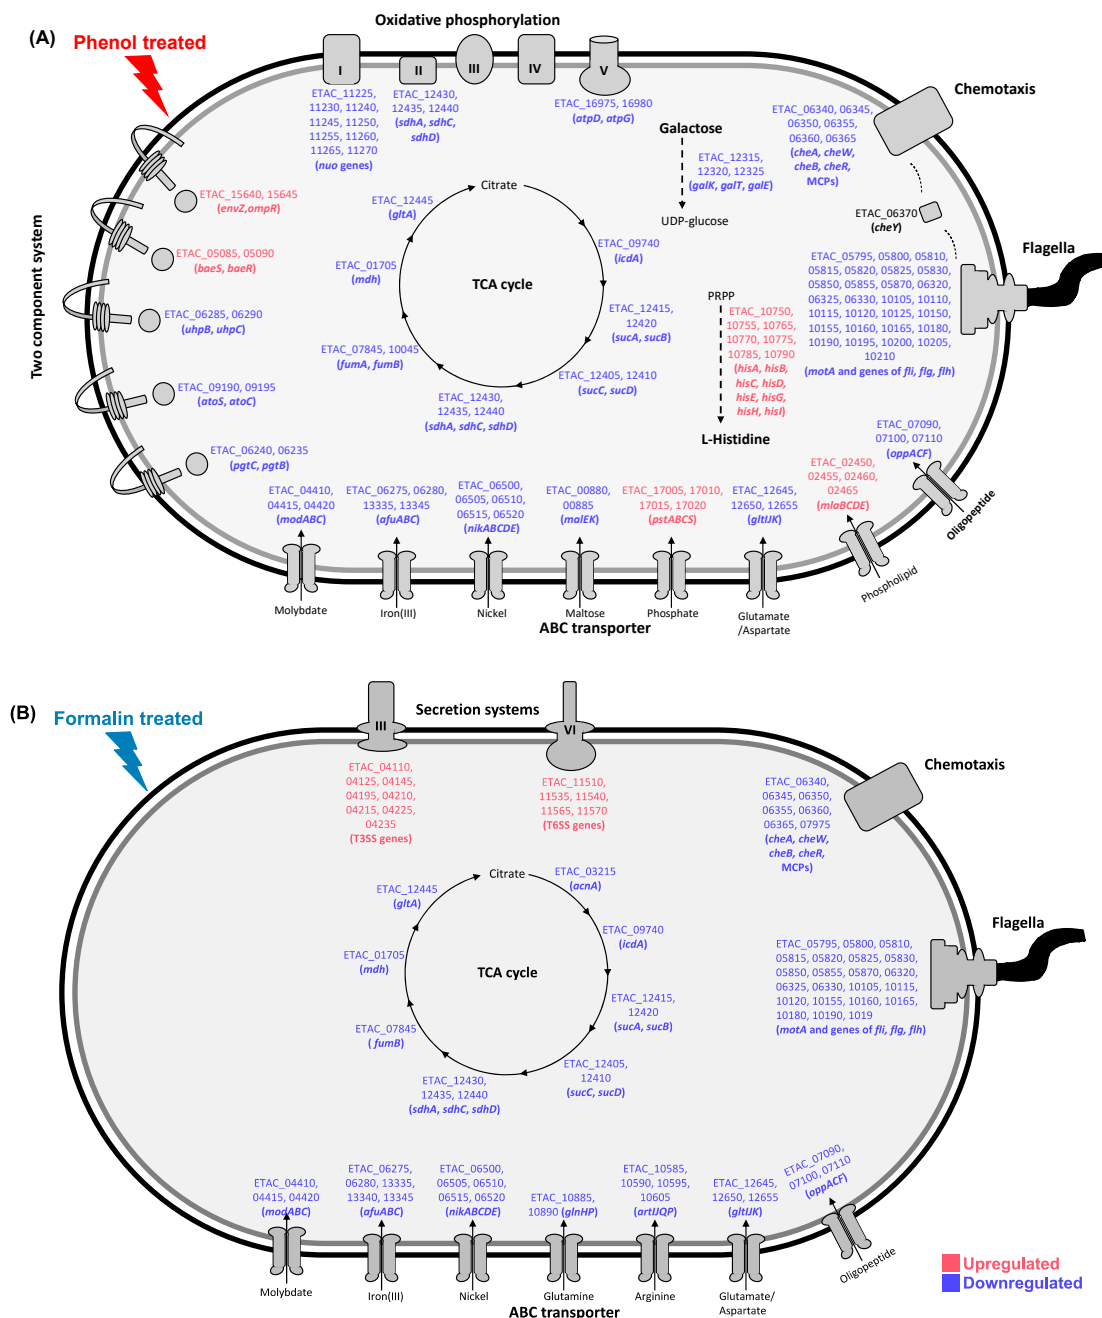 (A)
Phenol treated
Oxidative phosphorylation
I
II
III
IV
V
ETAC_11225,
11230, 11240,
11245, 11250,
11255, 11260,
11265, 11270
(nuo genes)
ETAC_12430,
12435, 12440
(sdhA, sdhC,
sdhD)
ETAC_16975, 16980
(atpD, atpG)
Galactose
ETAC_12315,
12320, 12325
(galK, galT, galE)
UDP-glucose
ETAC_06340, 06345,
06350, 06355,
06360, 06365
(cheA, cheW,
cheB, cheR,
MCPs)
Chemotaxis
ETAC_06370
(cheY)
Flagella
ETAC_05795, 05800, 05810,
05815, 05820, 05825, 05830,
05850, 05855, 05870, 06320,
06325, 06330, 10105, 10110,
10115, 10120, 10125, 10150,
10155, 10160, 10165, 10180,
10190, 10195, 10200, 10205,
10210
(motA and genes of fli, flg, flh)
Two component system
ETAC_15640, 15645
(envZ,ompR)
ETAC_05085, 05090
(baeS, baeR)
ETAC_06285, 06290
(uhpB, uhpC)
ETAC_09190, 09195
(atoS, atoC)
ETAC_06240, 06235
(pgtC, pgtB)
TCA cycle
Citrate
ETAC_09740
(icdA)
ETAC_12415,
12420
(sucA, sucB)
ETAC_12405, 12410
(sucC, sucD)
ETAC_12430,
12435, 12440
(sdhA, sdhC, sdhD)
ETAC_07845, 10045
(fumA, fumB)
ETAC_01705
(mdh)
ETAC_12445
(gltA)
PRPP
ETAC_10750,
10755, 10765,
10770, 10775,
10785, 10790
(hisA, hisB,
hisC, hisD,
hisE, hisG,
hisH, hisI)
L-Histidine
ETAC_04410,
04415, 04420
(modABC)
Molybdate
ETAC_06275, 06280,
13335, 13345
(afuABC)
Iron(III)
ETAC_06500,
06505, 06510,
06515, 06520
(nikABCDE)
Nickel
ETAC_00880,
00885
(malEK)
Maltose
ETAC_17005, 17010,
17015, 17020
(pstABCS)
Phosphate
ETAC_12645,
12650, 12655
(gltIJK)
Glutamate
/Aspartate
ETAC_02450,
02455, 02460,
02465
(mlaBCDE)
Phospholipid
ETAC_07090,
07100, 07110
(oppACF)
Oligopeptide
ABC transporter
(B)
Formalin treated
Secretion systems
III
VI
ETAC_04110,
04125, 04145,
04195, 04210,
04215, 04225,
04235
(T3SS genes)
ETAC_11510,
11535, 11540,
11565, 11570
(T6SS genes)
ETAC_06340,
06345, 06350,
06355, 06360,
06365, 07975
(cheA, cheW,
cheB, cheR,
MCPs)
Chemotaxis
Flagella
ETAC_05795, 05800, 05810,
05815, 05820, 05825, 05830,
05850, 05855, 05870, 06320,
06325, 06330, 10105, 10115,
10120, 10155, 10160, 10165,
10180, 10190, 1019
(motA and genes of fli, flg, flh)
TCA cycle
Citrate
ETAC_03215
(acnA)
ETAC_09740
(icdA)
ETAC_12415,
12420
(sucA, sucB)
ETAC_12405,
12410
(sucC, sucD)
ETAC_12430,
12435, 12440
(sdhA, sdhC, sdhD)
ETAC_07845
( fumB)
ETAC_01705
(mdh)
ETAC_12445
(gltA)
ETAC_04410,
04415, 04420
(modABC)
Molybdate
ETAC_06275,
06280, 13335,
13340, 13345
(afuABC)
Iron(III)
ETAC_06500,
06505, 06510,
06515, 06520
(nikABCDE)
Nickel
ETAC_10885,
10890 (glnHP)
Glutamine
ETAC_10585,
10590, 10595,
10605
(artIJQP)
Arginine
ETAC_12645,
12650, 12655
(gltIJK)
Glutamate/
Aspartate
ETAC_07090,
07100, 07110
(oppACF)
Oligopeptide
ABC transporter
Upregulated
Downregulated